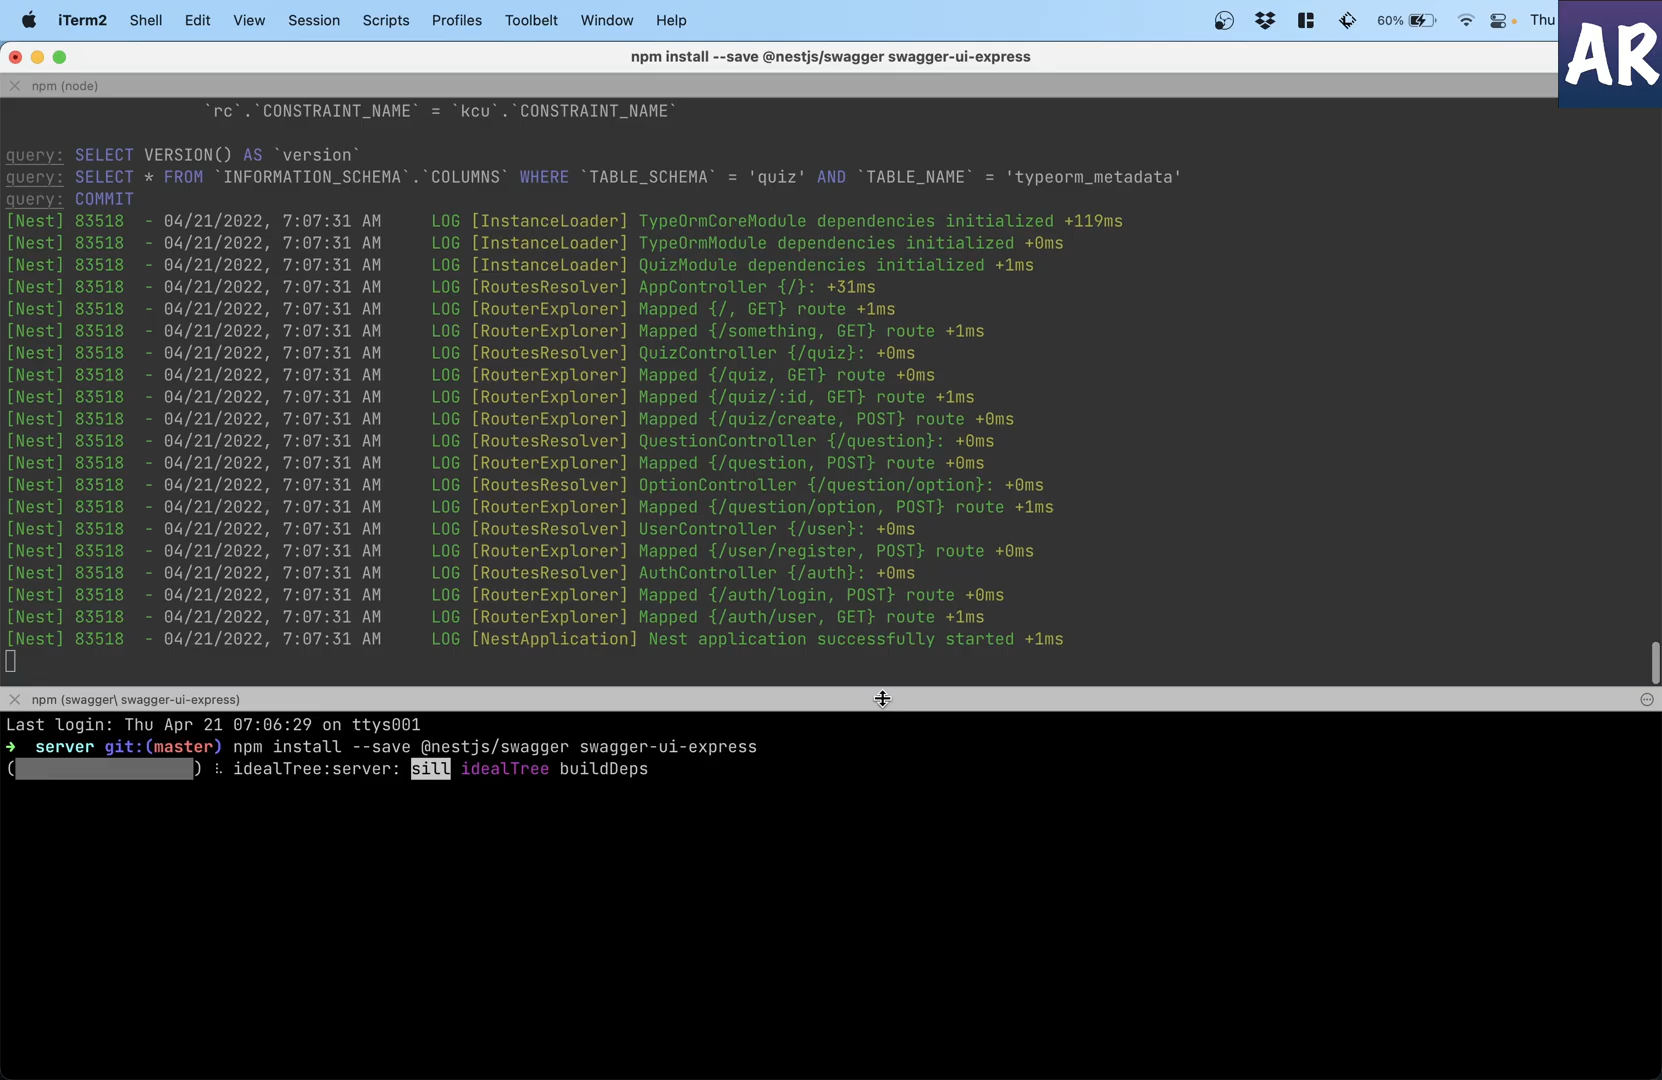 iTerm2 Shell Edit View Session Scripts Profiles Toolbelt Window Help 60% Thu
AR
npm install --save @nestjs/swagger swagger-ui-express
npm (node)
`rc`.`CONSTRAINT_NAME` = `kcu`.`CONSTRAINT_NAME`
query: SELECT VERSION() AS `version`
query: SELECT * FROM `INFORMATION_SCHEMA`.`COLUMNS` WHERE `TABLE_SCHEMA` = 'quiz' AND `TABLE_NAME` = 'typeorm_metadata'
query: COMMIT
[Nest] 83518 - 04/21/2022, 7:07:31 AM LOG [InstanceLoader] TypeOrmCoreModule dependencies initialized +119ms
[Nest] 83518 - 04/21/2022, 7:07:31 AM LOG [InstanceLoader] TypeOrmModule dependencies initialized +0ms
[Nest] 83518 - 04/21/2022, 7:07:31 AM LOG [InstanceLoader] QuizModule dependencies initialized +1ms
[Nest] 83518 - 04/21/2022, 7:07:31 AM LOG [RoutesResolver] AppController {/}: +31ms
[Nest] 83518 - 04/21/2022, 7:07:31 AM LOG [RouterExplorer] Mapped {/, GET} route +1ms
[Nest] 83518 - 04/21/2022, 7:07:31 AM LOG [RouterExplorer] Mapped {/something, GET} route +1ms
[Nest] 83518 - 04/21/2022, 7:07:31 AM LOG [RoutesResolver] QuizController {/quiz}: +0ms
[Nest] 83518 - 04/21/2022, 7:07:31 AM LOG [RouterExplorer] Mapped {/quiz, GET} route +0ms
[Nest] 83518 - 04/21/2022, 7:07:31 AM LOG [RouterExplorer] Mapped {/quiz/:id, GET} route +1ms
[Nest] 83518 - 04/21/2022, 7:07:31 AM LOG [RouterExplorer] Mapped {/quiz/create, POST} route +0ms
[Nest] 83518 - 04/21/2022, 7:07:31 AM LOG [RoutesResolver] QuestionController {/question}: +0ms
[Nest] 83518 - 04/21/2022, 7:07:31 AM LOG [RouterExplorer] Mapped {/question, POST} route +0ms
[Nest] 83518 - 04/21/2022, 7:07:31 AM LOG [RoutesResolver] OptionController {/question/option}: +0ms
[Nest] 83518 - 04/21/2022, 7:07:31 AM LOG [RouterExplorer] Mapped {/question/option, POST} route +1ms
[Nest] 83518 - 04/21/2022, 7:07:31 AM LOG [RoutesResolver] UserController {/user}: +0ms
[Nest] 83518 - 04/21/2022, 7:07:31 AM LOG [RouterExplorer] Mapped {/user/register, POST} route +0ms
[Nest] 83518 - 04/21/2022, 7:07:31 AM LOG [RoutesResolver] AuthController {/auth}: +0ms
[Nest] 83518 - 04/21/2022, 7:07:31 AM LOG [RouterExplorer] Mapped {/auth/login, POST} route +0ms
[Nest] 83518 - 04/21/2022, 7:07:31 AM LOG [RouterExplorer] Mapped {/auth/user, GET} route +1ms
[Nest] 83518 - 04/21/2022, 7:07:31 AM LOG [NestApplication] Nest application successfully started +1ms
npm (swagger\ swagger-ui-express)
Last login: Thu Apr 21 07:06:29 on ttys001
➜ server git:(master) npm install --save @nestjs/swagger swagger-ui-express
( ) ⠧ idealTree:server: sill idealTree buildDeps